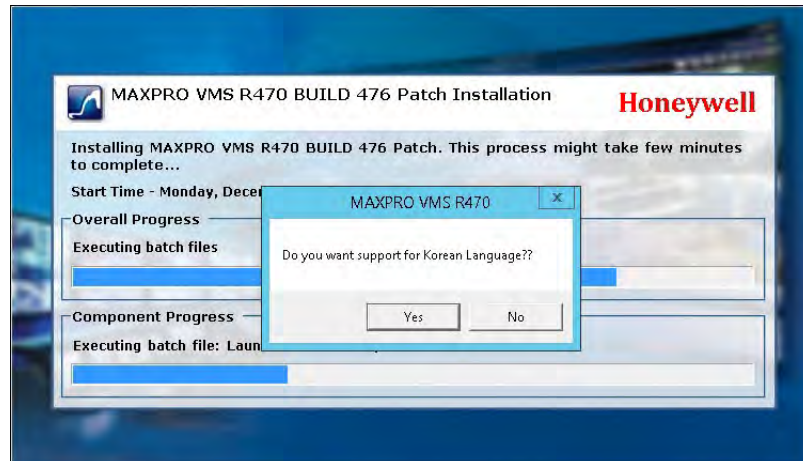 MAXPRO VMS R470 BUILD 476 Patch Installation
Honeywell
Installing MAXPRO VMS R470 BUILD 476 Patch. This process might take few minutes
to complete...
Start Time - Monday,
MAXPRO VMS R470
x
Overall Progress
Executing batch files
Do you want support for Korean Language??
Yes
No
Component Progress
Executing batch file: